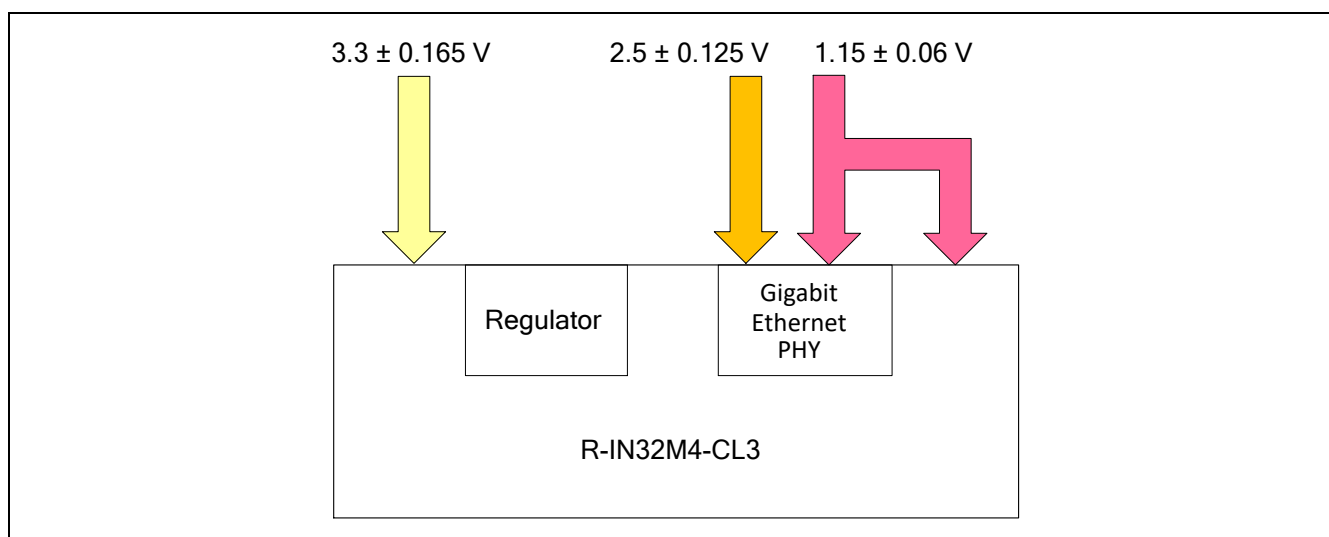 3.3 ± 0.165 V
2.5 ± 0.125 V
1.15 ± 0.06 V
Regulator
Gigabit
Ethernet
PHY
R-IN32M4-CL3